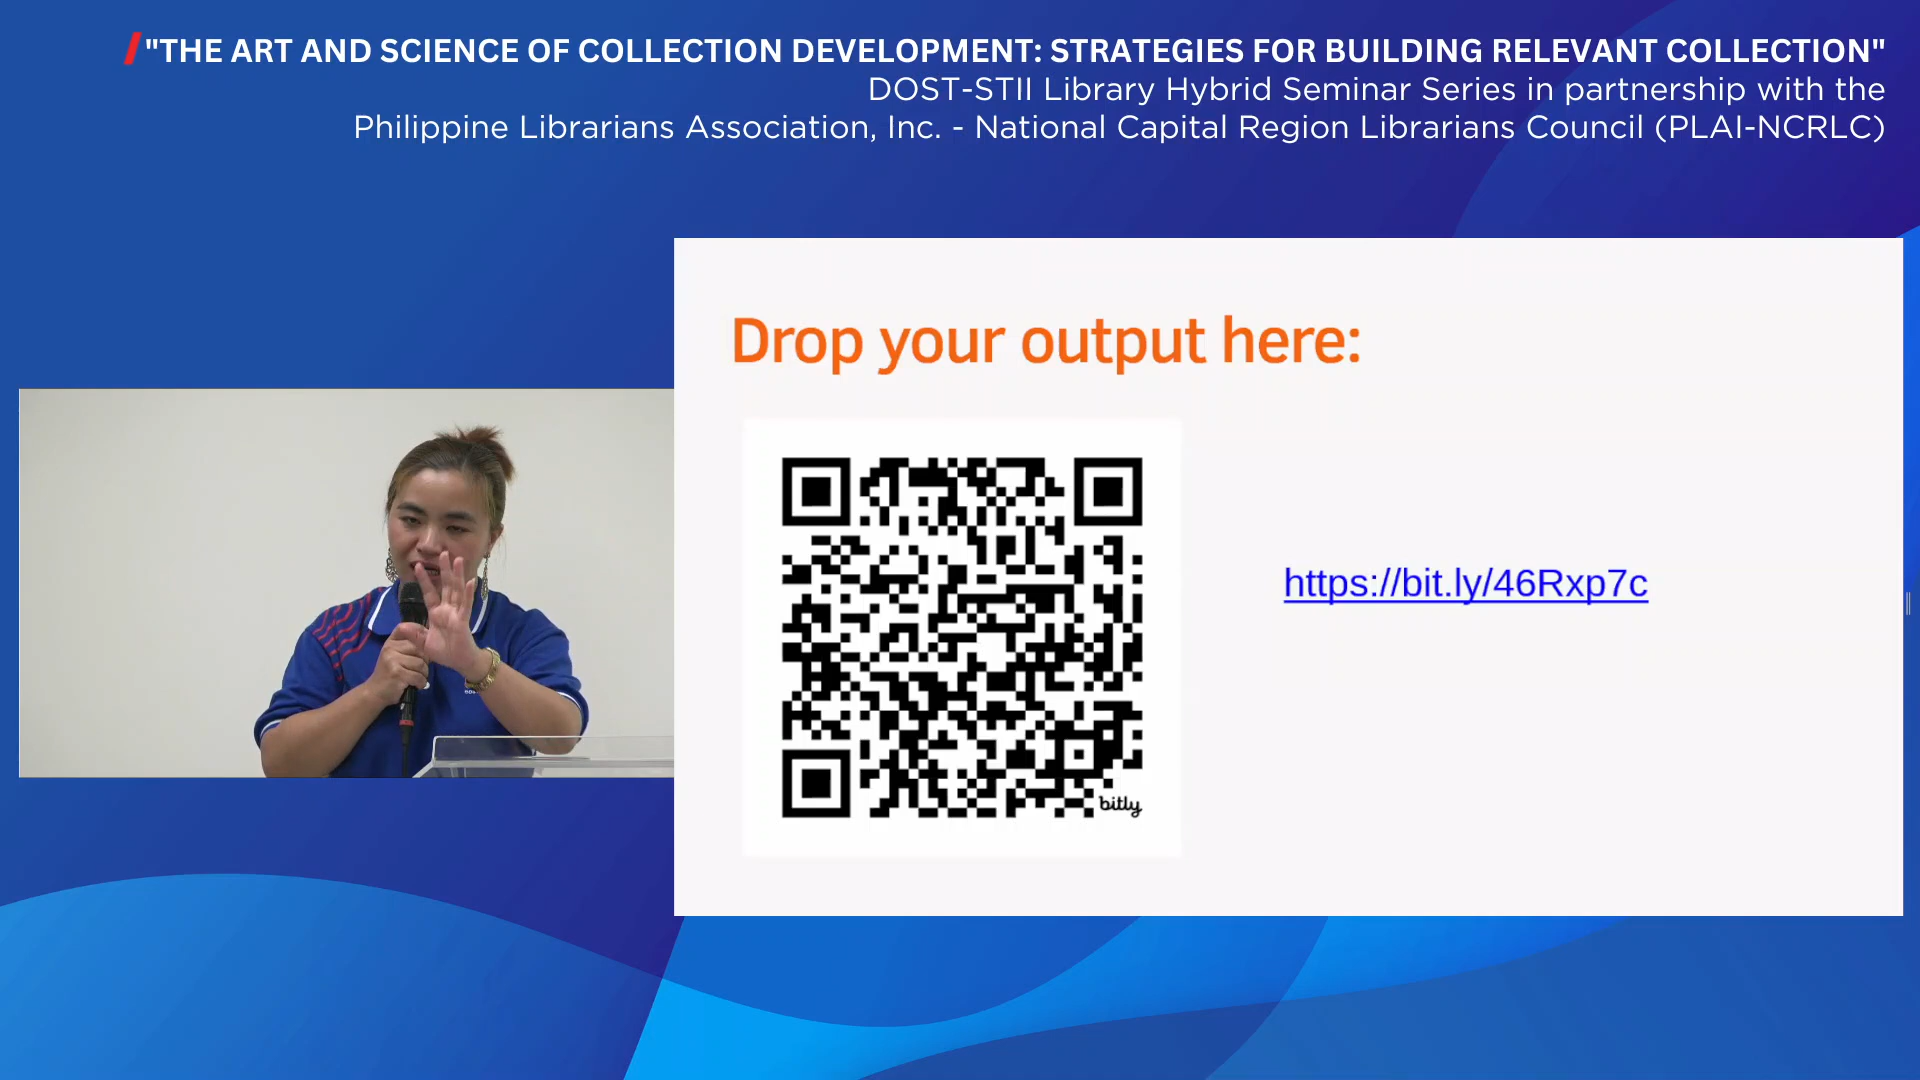 "THE ART AND SCIENCE OF COLLECTION DEVELOPMENT: STRATEGIES FOR BUILDING RELEVANT COLLECTION"
DOST-STII Library Hybrid Seminar Series in partnership with the
Philippine Librarians Association, Inc. - National Capital Region Librarians Council (PLAI-NCRLC)
Drop your output here:
https://bit.ly/46Rxp7c
bitly